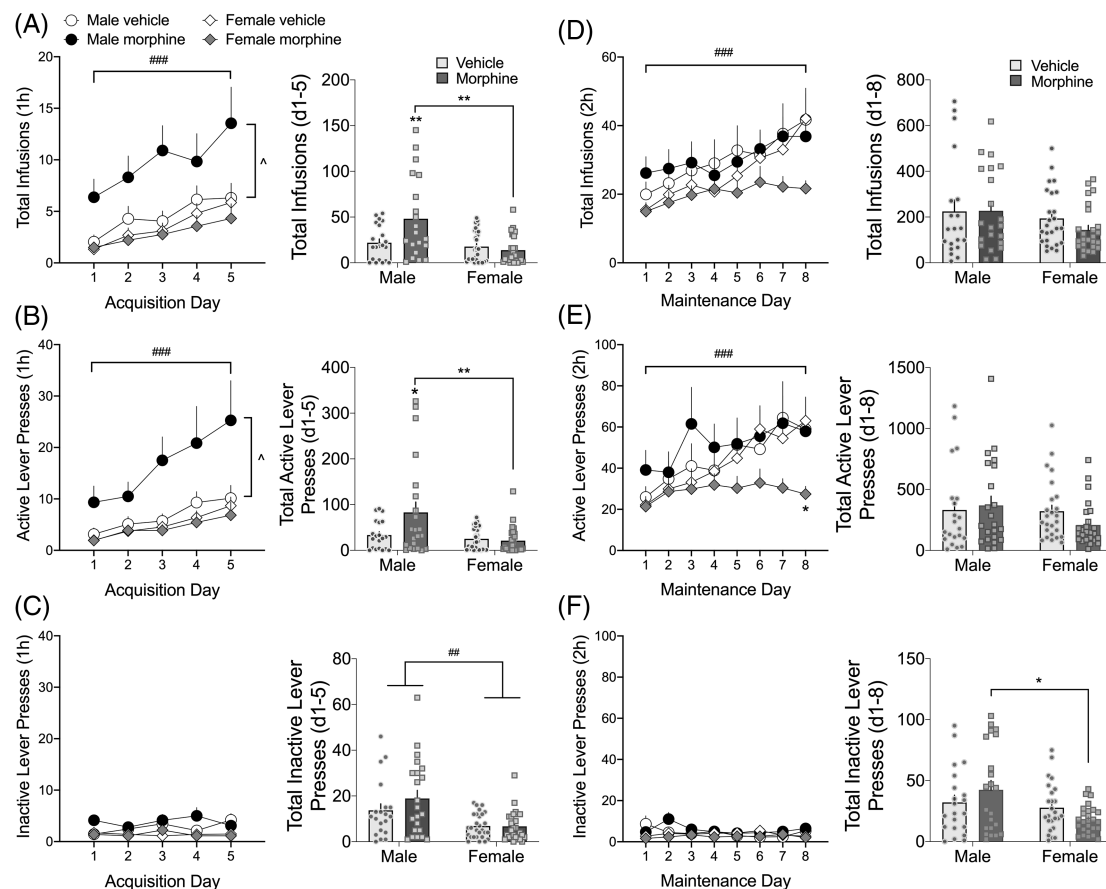 (A)
Male vehicle
Female vehicle
Male morphine
Female morphine
Total Infusions (1h)
20
15
10
5
0
###
^
1 2 3 4 5
Acquisition Day
Total Infusions (d1-5)
200
150
100
50
0
Vehicle
Morphine
**
**
Male Female
(D)
Total Infusions (2h)
60
40
20
0
###
1 2 3 4 5 6 7 8
Maintenance Day
Total Infusions (d1-8)
800
600
400
200
0
Vehicle
Morphine
Male Female
(B)
Active Lever Presses (1h)
40
30
20
10
0
###
^
1 2 3 4 5
Acquisition Day
Total Active Lever
Presses (d1-5)
400
300
200
100
0
*
**
Male Female
(E)
Active Lever Presses (2h)
100
80
60
40
20
0
###
*
1 2 3 4 5 6 7 8
Maintenance Day
Total Active Lever
Presses (d1-8)
1500
1000
500
0
Male Female
(C)
Inactive Lever Presses (1h)
40
30
20
10
0
1 2 3 4 5
Acquisition Day
Total Inactive Lever
Presses (d1-5)
80
60
40
20
0
##
Male Female
(F)
Inactive Lever Presses (2h)
100
80
60
40
20
0
1 2 3 4 5 6 7 8
Maintenance Day
Total Inactive Lever
Presses (d1-8)
150
100
50
0
*
Male Female